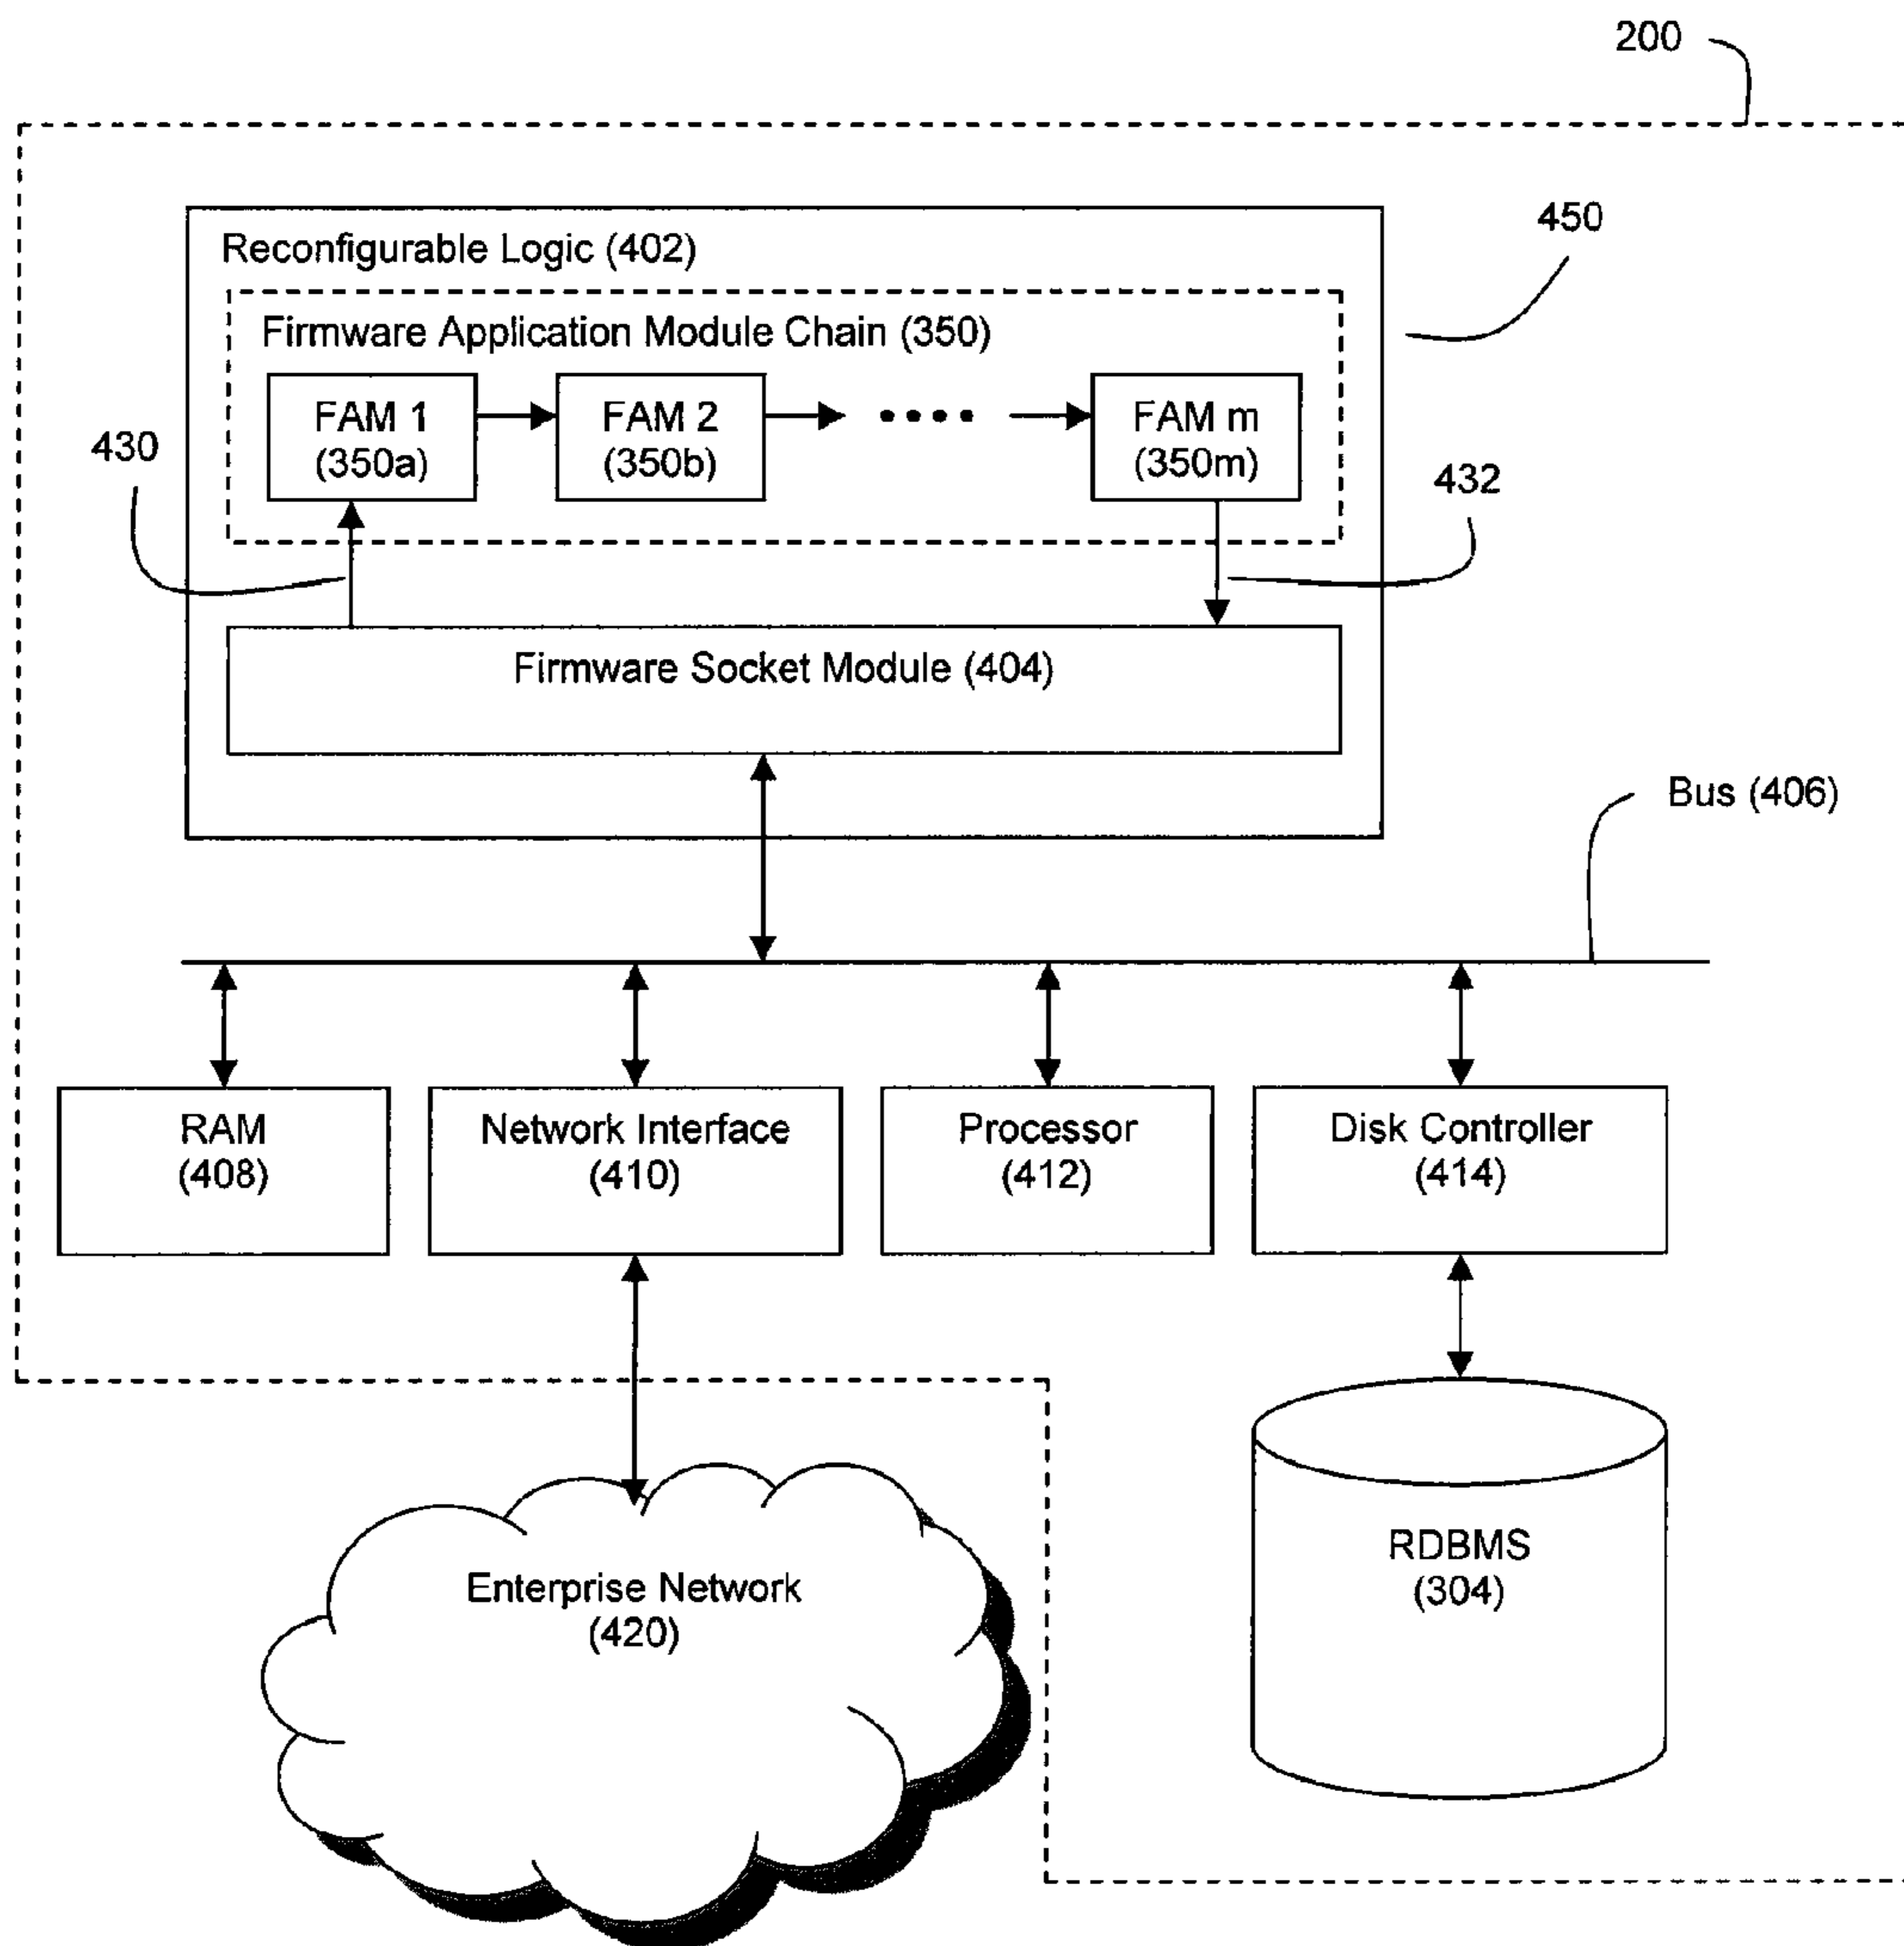 200
450
Reconfigurable Logic (402)
Firmware Application Module Chain (350)
FAM 1
(350a)
FAM 2
(350b)
FAM m
(350m)
430
432
Firmware Socket Module (404)
Bus (406)
RAM
(408)
Network Interface
(410)
Processor
(412)
Disk Controller
(414)
Enterprise Network
(420)
RDBMS
(304)